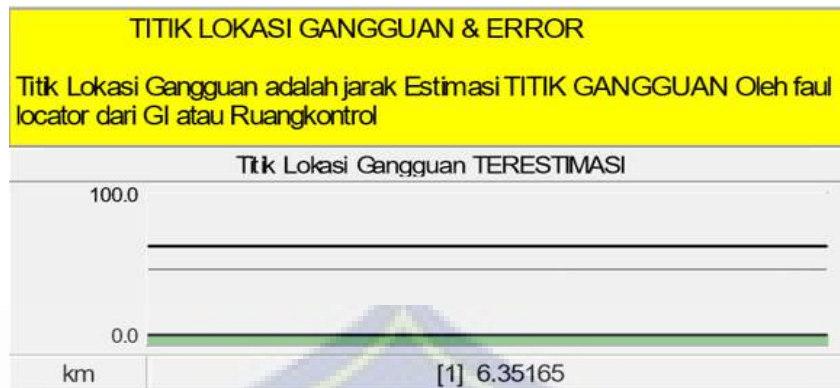 TITIK LOKASI GANGGUAN & ERROR
Titik Lokasi Gangguan adalah jarak Estimasi TITIK GANGGUAN Oleh faul
locator dari GI atau Ruangkontrol
Titik Lokasi Gangguan TERESTIMASI
100.0
0.0
km [1] 6.35165